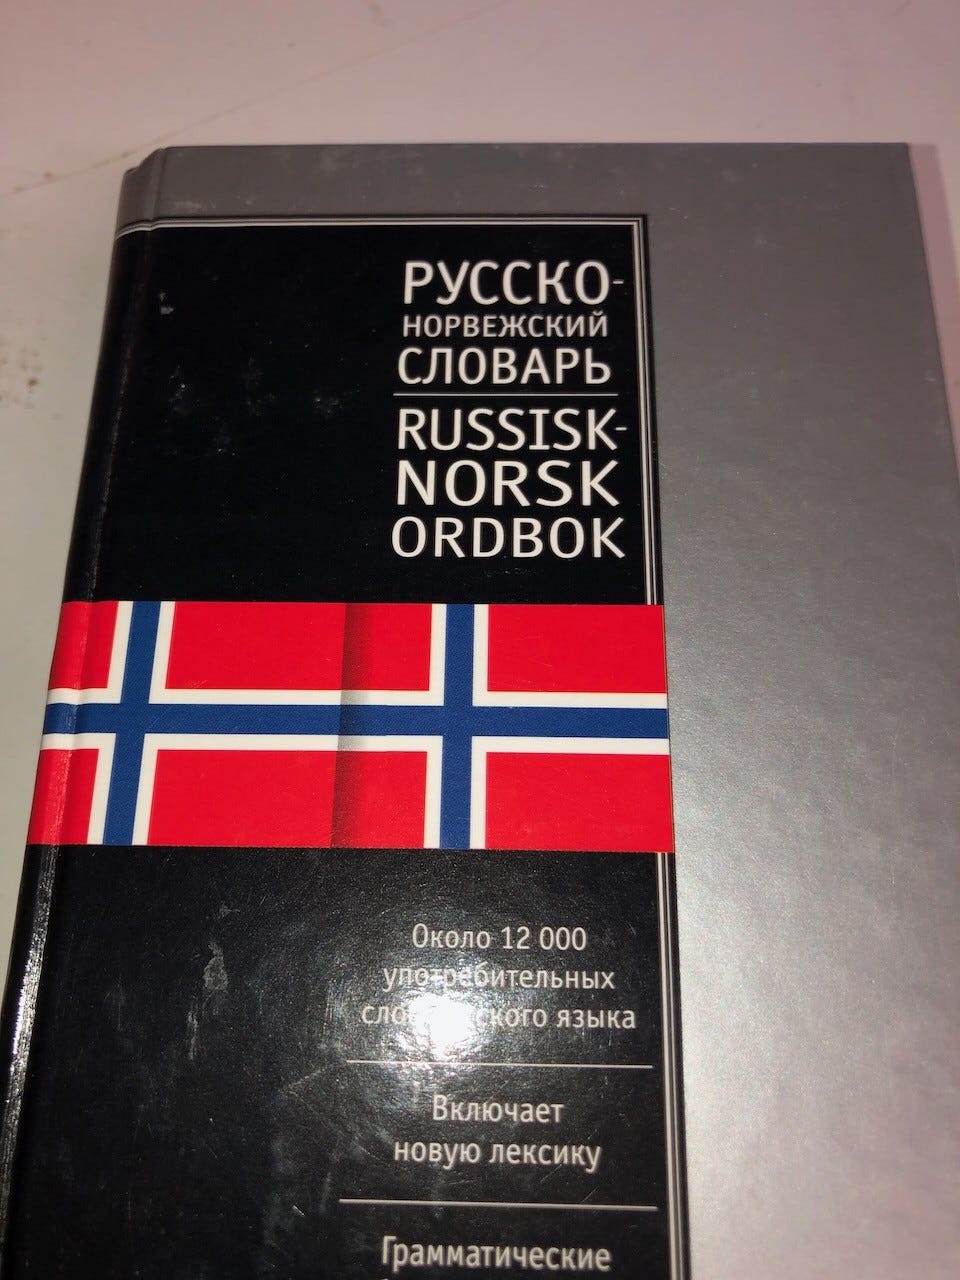 РУССКО-
НОРВЕЖСКИЙ
СЛОВАРЬ
RUSSISK-
NORSK
ORDBOK
Около 12 000
употребительных
языка
Включает
новую лексику
Грамматические